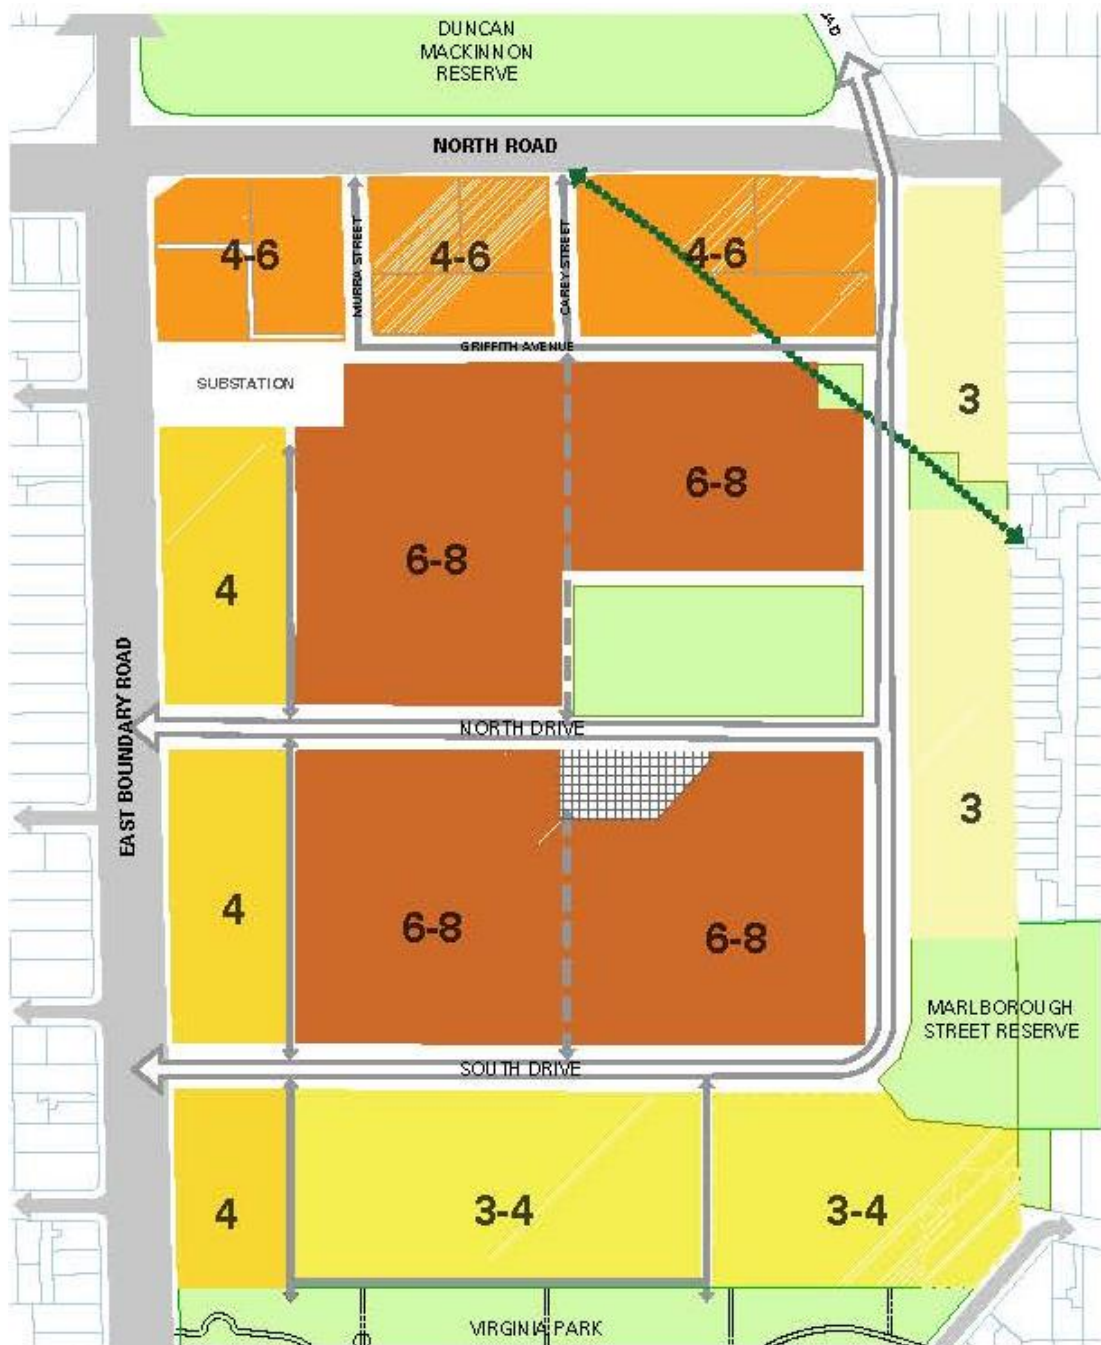 DUNCAN
MACKINNON
RESERVE
NORTH ROAD
4-6
MURRA STREET
4-6
CAREY STREET
4-6
GRIFFITH AVENUE
SUBSTATION
3
6-8
6-8
4
EAST BOUNDARY ROAD
NORTH DRIVE
3
4
6-8
6-8
MARLBOROUGH
STREET RESERVE
SOUTH DRIVE
4
3-4
3-4
VIRGINIA PARK